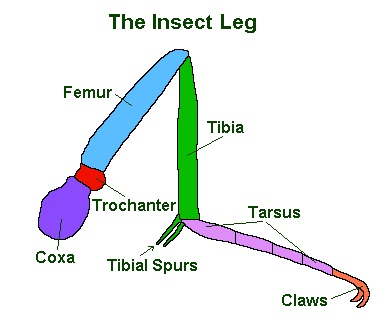 The Insect Leg
Femur
Tibia
Trochanter
Tarsus
Coxa
Tibial Spurs
Claws